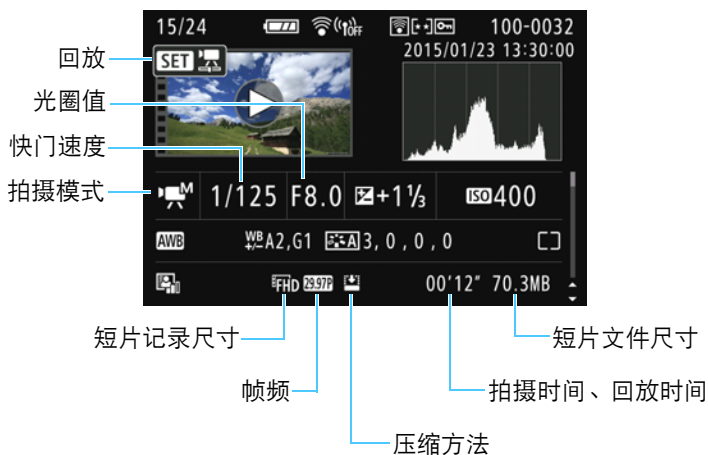 15/24 OFF 100-0032
2015/01/23 13:30:00
回放
SET
光圈值
快门速度
拍摄模式
M 1/125 F8.0 +1⅓ ISO 400
AWB WB+/- A2,G1 A 3,0,0,0
FHD 29.97P 00'12" 70.3MB
短片记录尺寸
短片文件尺寸
帧频
拍摄时间、回放时间
压缩方法